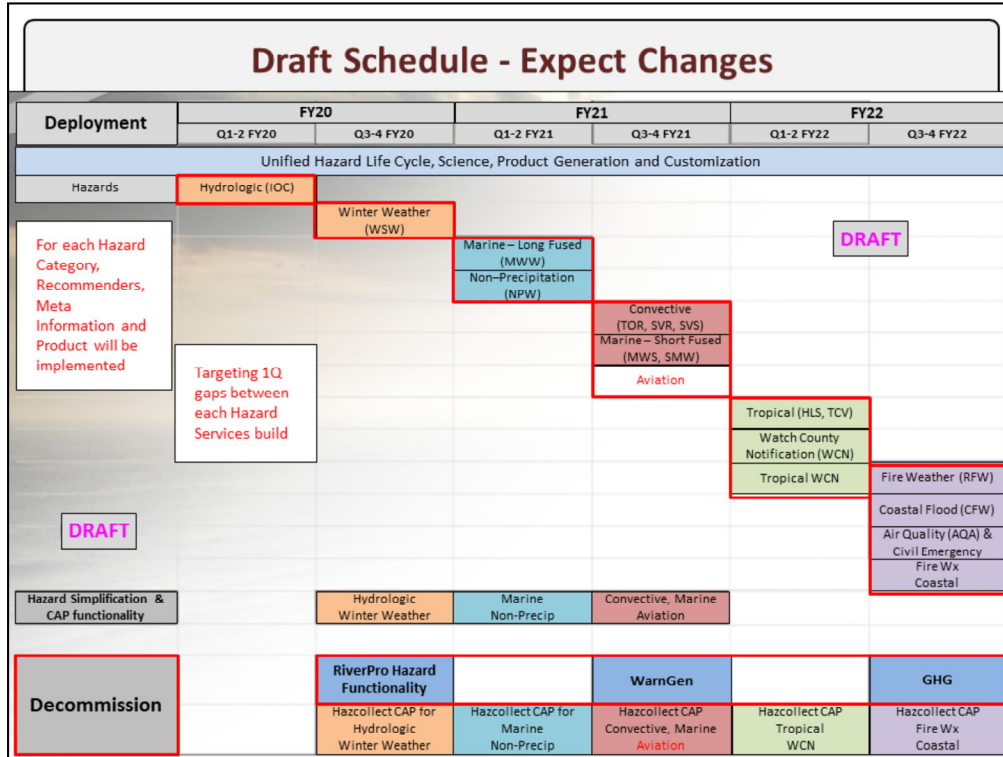 Draft Schedule - Expect Changes
Deployment
FY20
FY21
FY22
Q1-2 FY20
Q3-4 FY20
Q1-2 FY21
Q3-4 FY21
Q1-2 FY22
Q3-4 FY22
Unified Hazard Life Cycle, Science, Product Generation and Customization
Hazards
Hydrologic (IOC)
Winter Weather
(WSW)
For each Hazard
Category,
Recommenders,
Meta
Information and
Product will be
implemented
Marine – Long Fused
(MWW)
Non–Precipitation
(NPW)
DRAFT
Convective
(TOR, SVR, SVS)
Marine – Short Fused
(MWS, SMW)
Aviation
Targeting 1Q
gaps between
each Hazard
Services build
Tropical (HLS, TCV)
Watch County
Notification (WCN)
Tropical WCN
Fire Weather (RFW)
Coastal Flood (CFW)
Air Quality (AQA) &
Civil Emergency
Fire Wx
Coastal
DRAFT
Hazard Simplification &
CAP functionality
Hydrologic
Winter Weather
Marine
Non-Precip
Convective, Marine
Aviation
Decommission
RiverPro Hazard
Functionality
WarnGen
GHG
Hazcollect CAP for
Hydrologic
Winter Weather
Hazcollect CAP for
Marine
Non-Precip
Hazcollect CAP
Convective, Marine
Aviation
Hazcollect CAP
Tropical
WCN
Hazcollect CAP
Fire Wx
Coastal